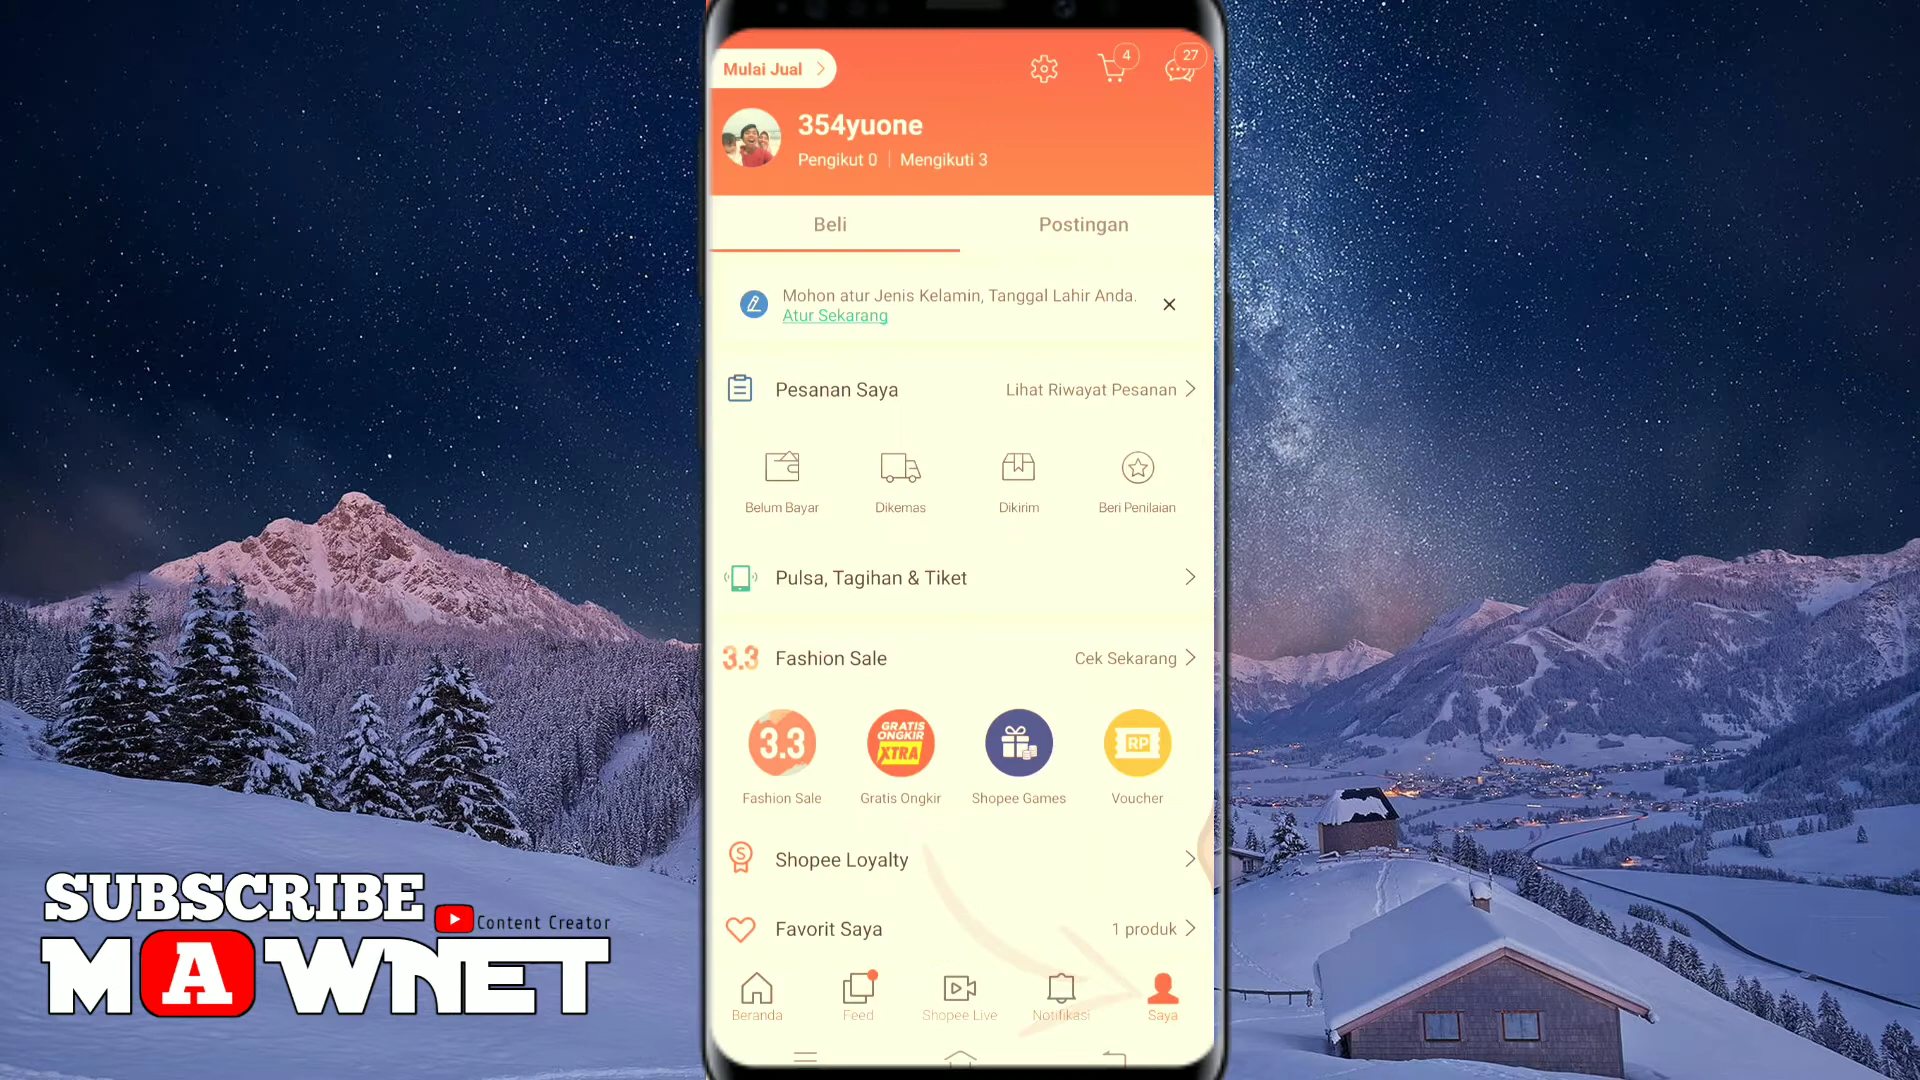 Mulai Jual
4
27
354yuone
Pengikut 0
Mengikuti 3
Beli
Postingan
Mohon atur Jenis Kelamin, Tanggal Lahir Anda.
Atur Sekarang
Pesanan Saya
Lihat Riwayat Pesanan
Belum Bayar
Dikemas
Dikirim
Beri Penilaian
Pulsa, Tagihan & Tiket
3.3
Fashion Sale
Cek Sekarang
3.3
GRATIS
ONGKIR
XTRA
RP
Fashion Sale
Gratis Ongkir
Shopee Games
Voucher
S
Shopee Loyalty
Favorit Saya
1 produk
Beranda
Feed
Shopee Live
Notifikasi
Saya
SUBSCRIBE
Content Creator
MAWNET